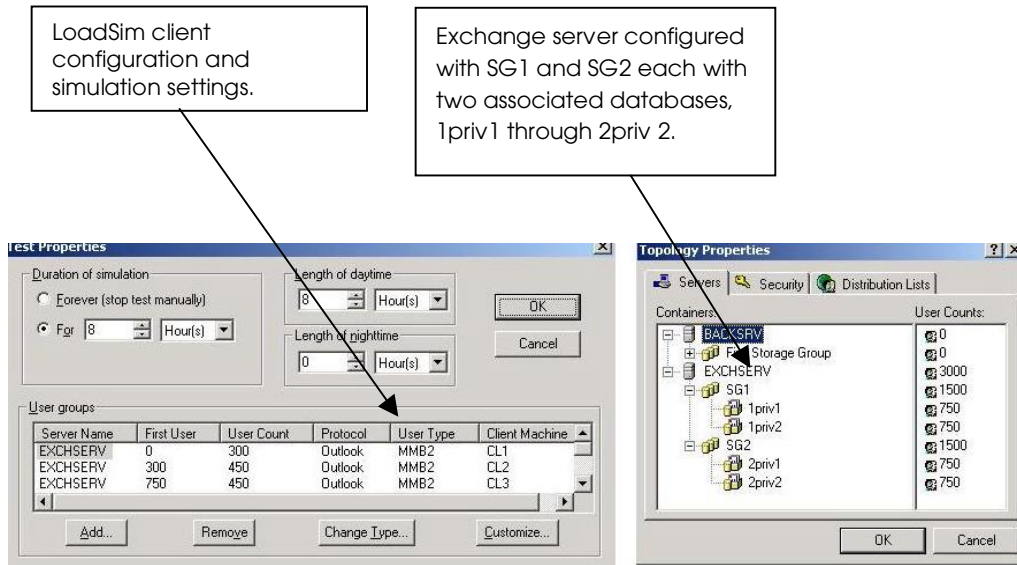 LoadSim client
configuration and
simulation settings.
Exchange server configured
with SG1 and SG2 each with
two associated databases,
1priv1 through 2priv 2.
Test Properties
Duration of simulation
Forever (stop test manually)
For 8 Hour(s)
Length of daytime
8 Hour(s)
Length of nighttime
0 Hour(s)
OK
Cancel
User groups
Server Name First User User Count Protocol User Type Client Machine
EXCHSERV 0 300 Outlook MMB2 CL1
EXCHSERV 300 450 Outlook MMB2 CL2
EXCHSERV 750 450 Outlook MMB2 CL3
Add... Remove Change Type... Customize...
Topology Properties
Servers Security Distribution Lists
Containers: User Counts:
BACKSRV 0
Storage Group 0
EXCHSERV 3000
SG1 1500
1priv1 750
1priv2 750
SG2 1500
2priv1 750
2priv2 750
OK Cancel